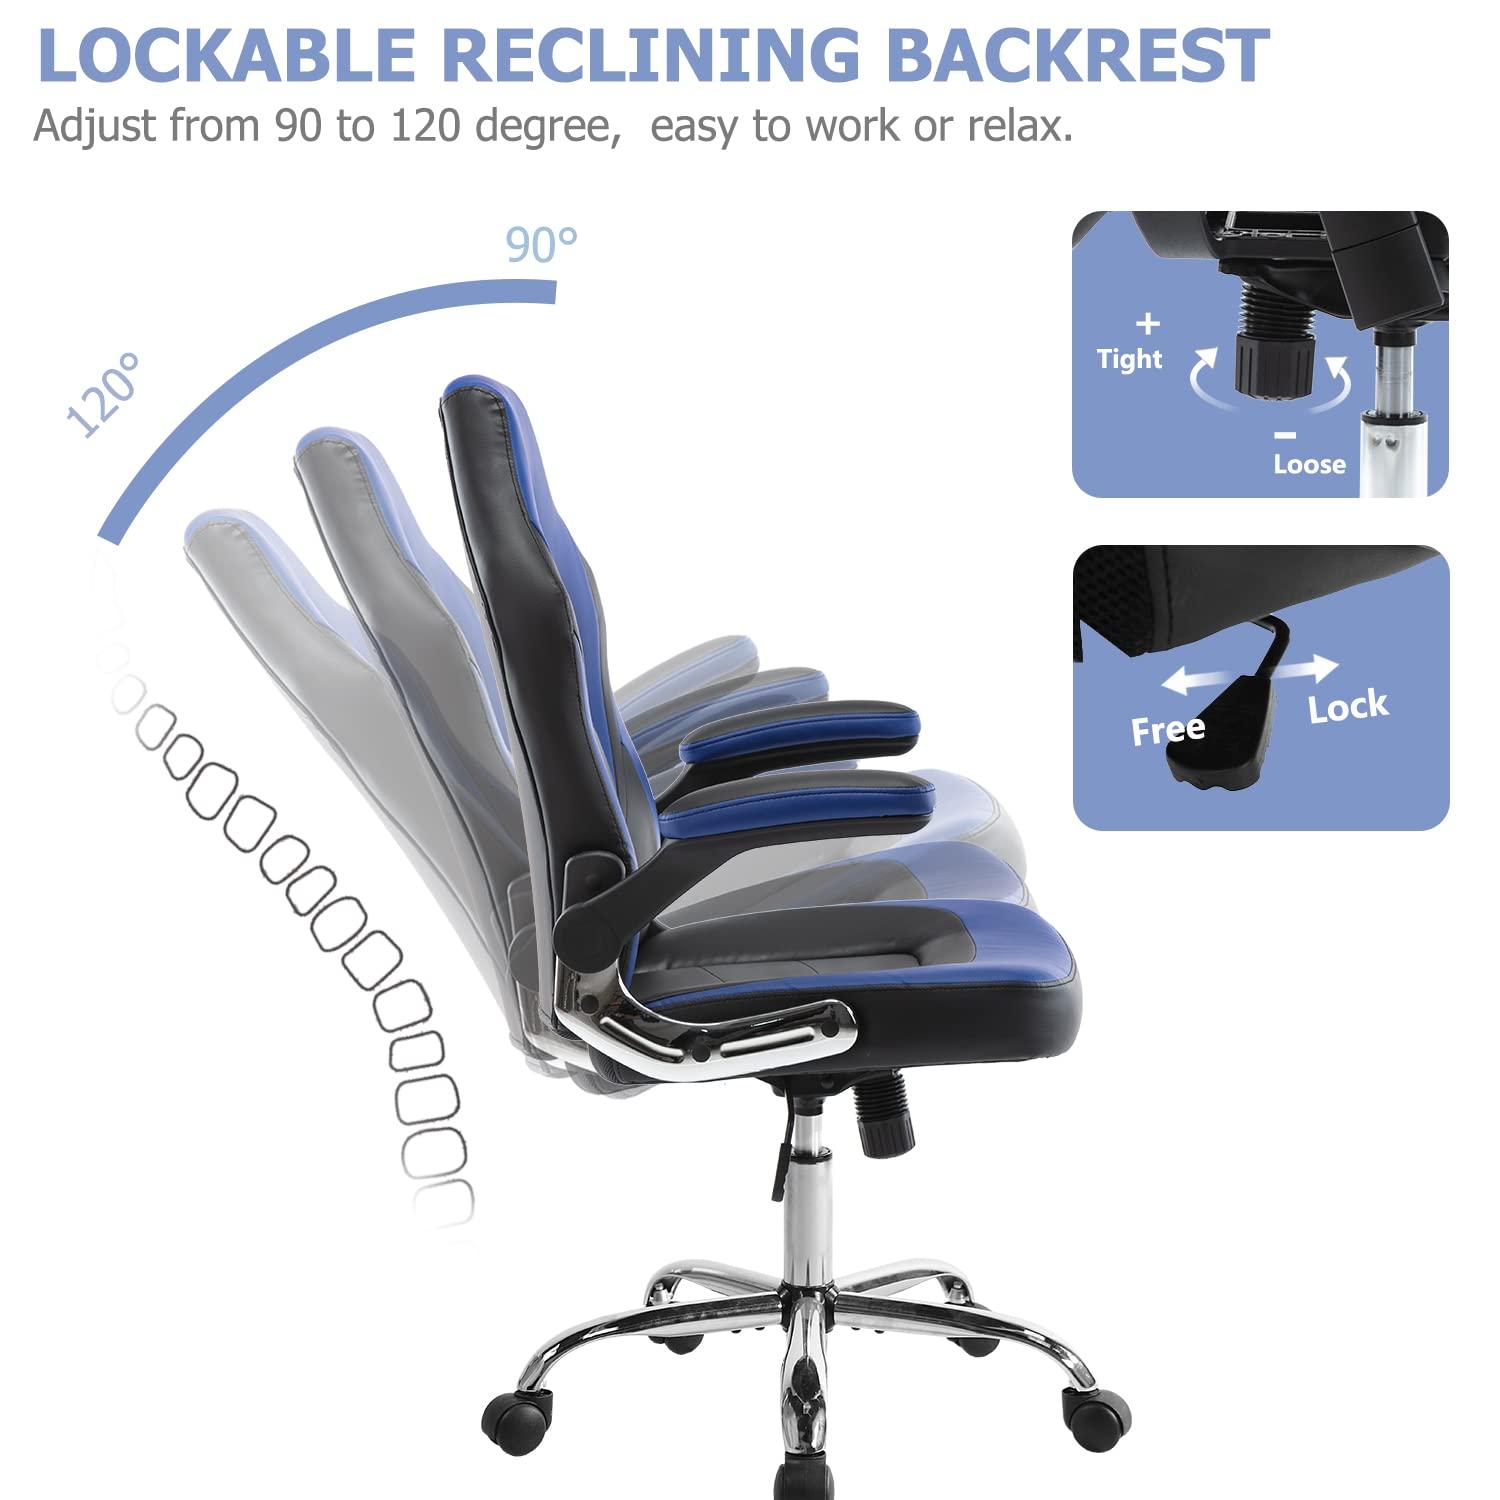 LOCKABLE RECLINING BACKREST
Adjust from 90 to 120 degree,  easy to work or relax.
90°
120°
+
Tight
-
Loose
Free
Lock